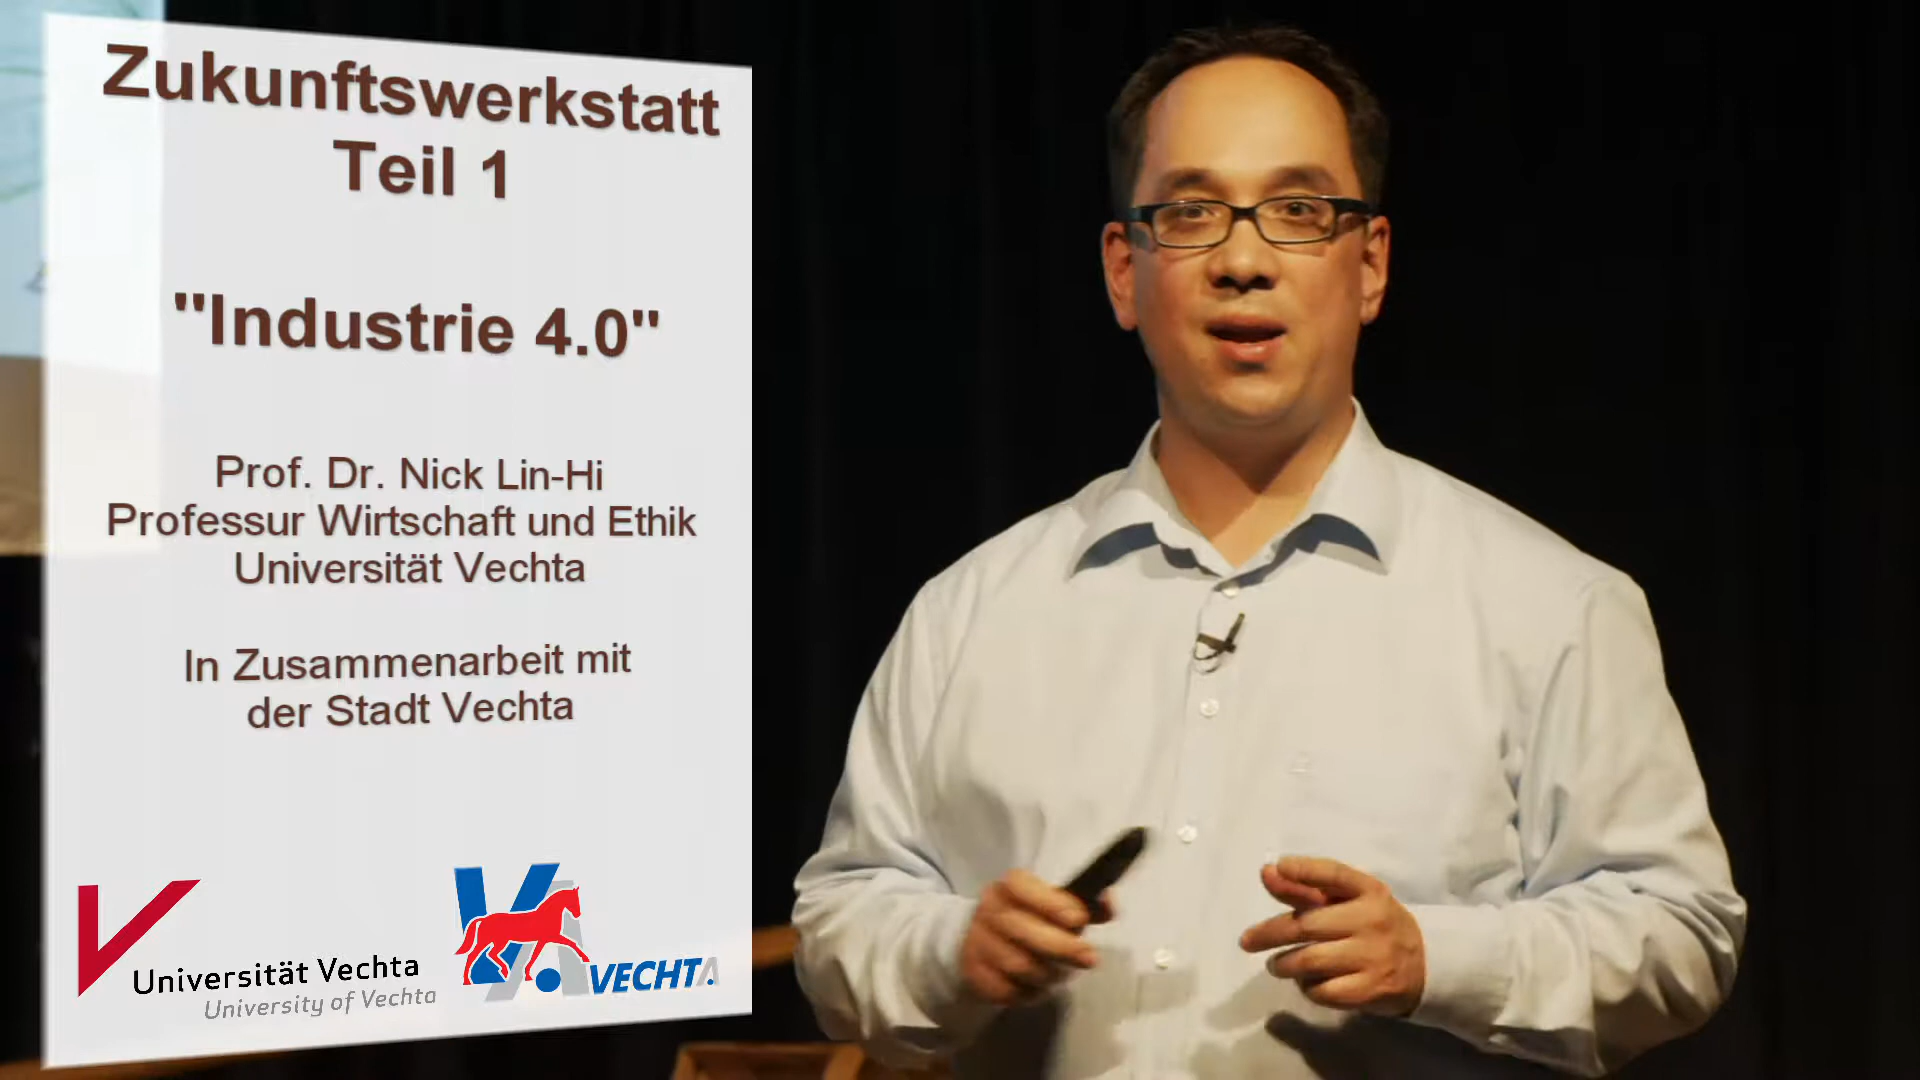 Zukunftswerkstatt
Teil 1
"Industrie 4.0"
Prof. Dr. Nick Lin-Hi
Professur Wirtschaft und Ethik
Universität Vechta
In Zusammenarbeit mit
der Stadt Vechta
Universität Vechta
University of Vechta
VECHTA